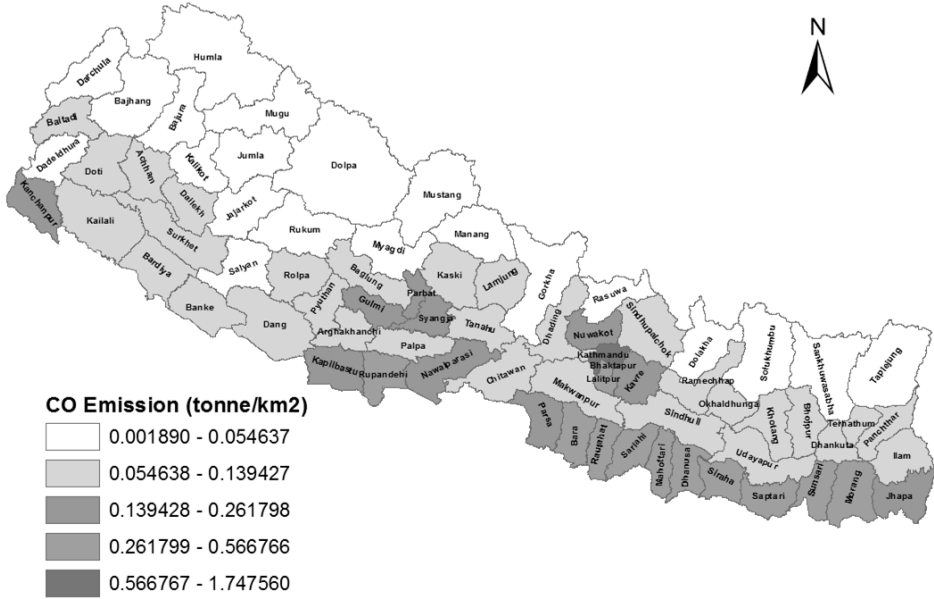 N
Humla
Darchula
Bajhang
Bajura
Mugu
Baitadi
Dadeldhura
Doti
Achham
Kalikot
Jumla
Dolpa
Kanchanpur
Kailali
Dailekh
Jajarkot
Mustang
Surkhet
Rukum
Myagdi
Manang
Bardiya
Salyan
Rolpa
Baglung
Kaski
Lamjung
Gorkha
Rasuwa
Banke
Dang
Pyuthan
Gulmi
Parbat
Syangja
Tanahu
Dhading
Nuwakot
Sindhupalchok
Dolakha
Solukhumbu
Sankhuwasabha
Taplejung
Arghakhanchi
Palpa
Kapilbastu
Rupandehi
Nawalparasi
Chitawan
Kathmandu
Bhaktapur
Lalitpur
Kavre
Makwanpur
Ramechhap
Okhaldhunga
Khotang
Bhojpur
Terhathum
Panchthar
Dhankuta
Ilam
Sindhuli
Udayapur
Parsa
Bara
Rauphat
Sarlahi
Mahottari
Dhanusa
Siraha
Saptari
Sunsari
Morang
Jhapa
CO Emission (tonne/km2)
0.001890 - 0.054637
0.054638 - 0.139427
0.139428 - 0.261798
0.261799 - 0.566766
0.566767 - 1.747560